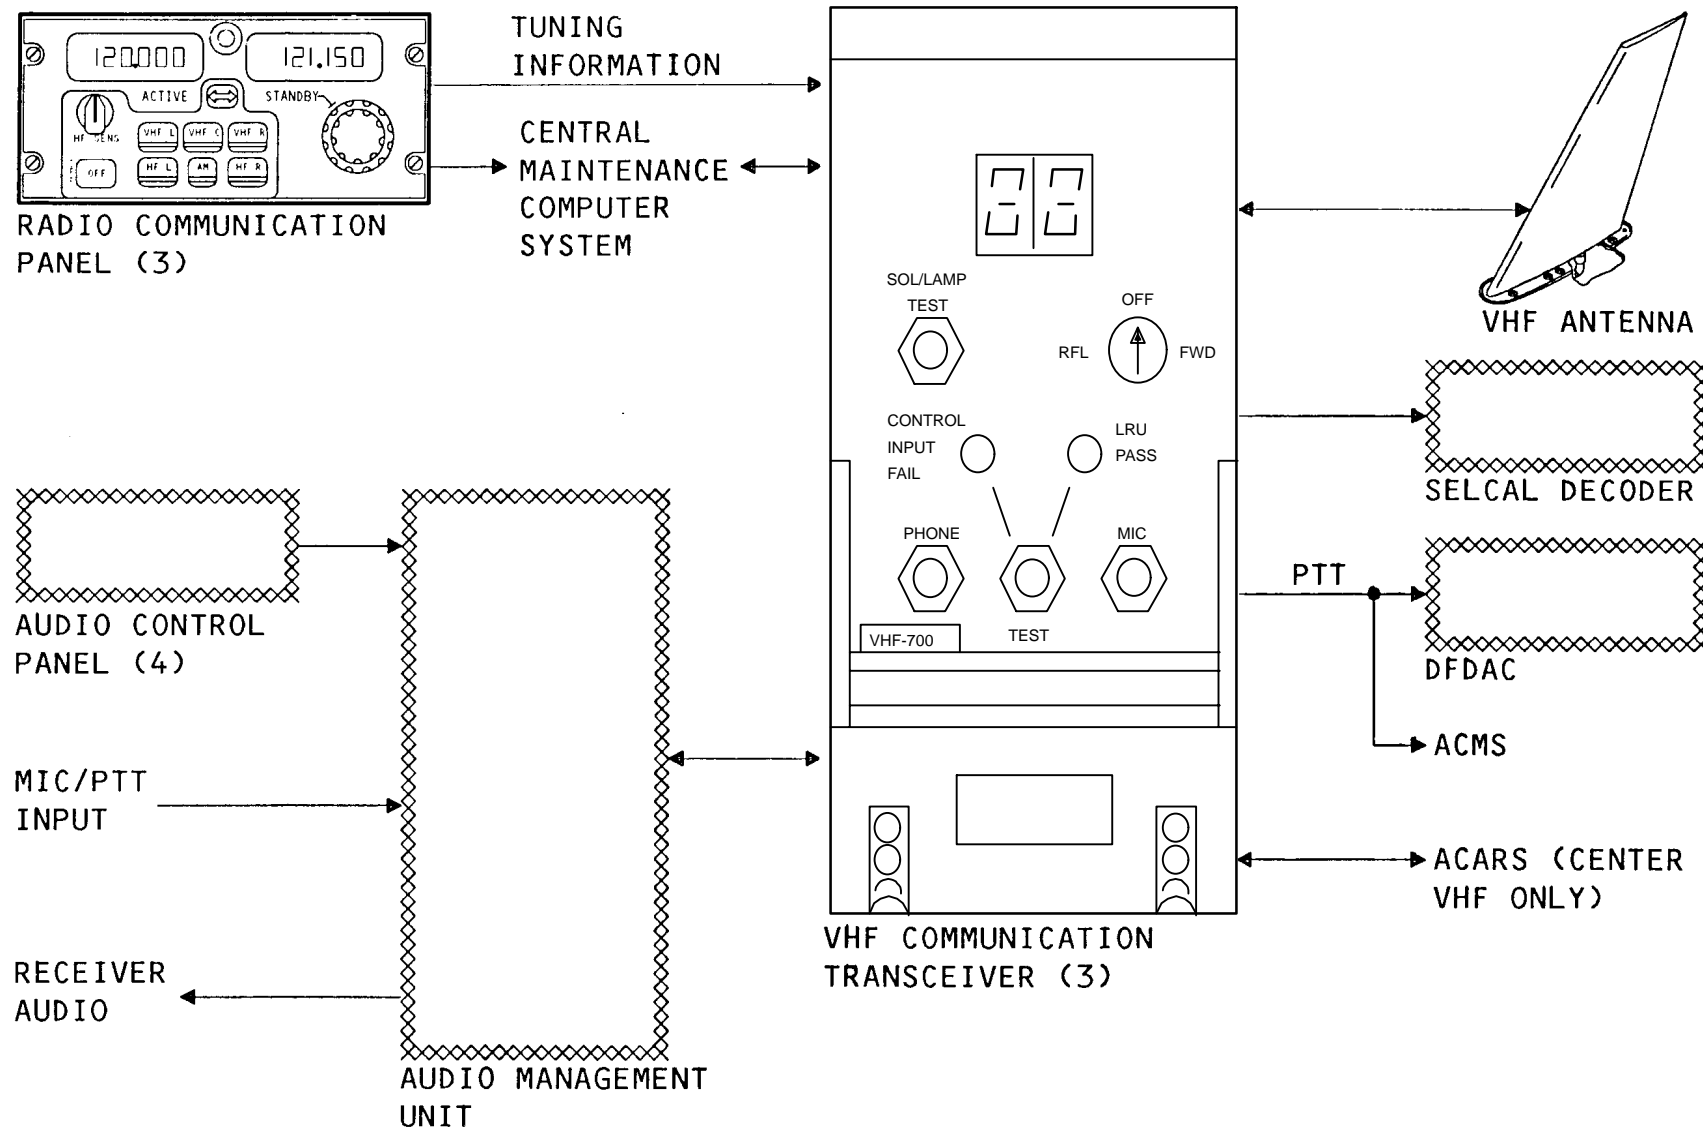 120.000
121.150
ACTIVE
STANDBY
HF SENS
VHF L
VHF C
VHF R
OFF
HF L
AM
HF R
RADIO COMMUNICATION
PANEL (3)
TUNING
INFORMATION
CENTRAL
MAINTENANCE
COMPUTER
SYSTEM
SOL/LAMP
TEST
OFF
RFL
FWD
CONTROL
INPUT
FAIL
LRU
PASS
PHONE
MIC
TEST
VHF-700
VHF COMMUNICATION
TRANSCEIVER (3)
VHF ANTENNA
SELCAL DECODER
PTT
DFDAC
ACMS
ACARS (CENTER
VHF ONLY)
AUDIO CONTROL
PANEL (4)
MIC/PTT
INPUT
RECEIVER
AUDIO
AUDIO MANAGEMENT
UNIT